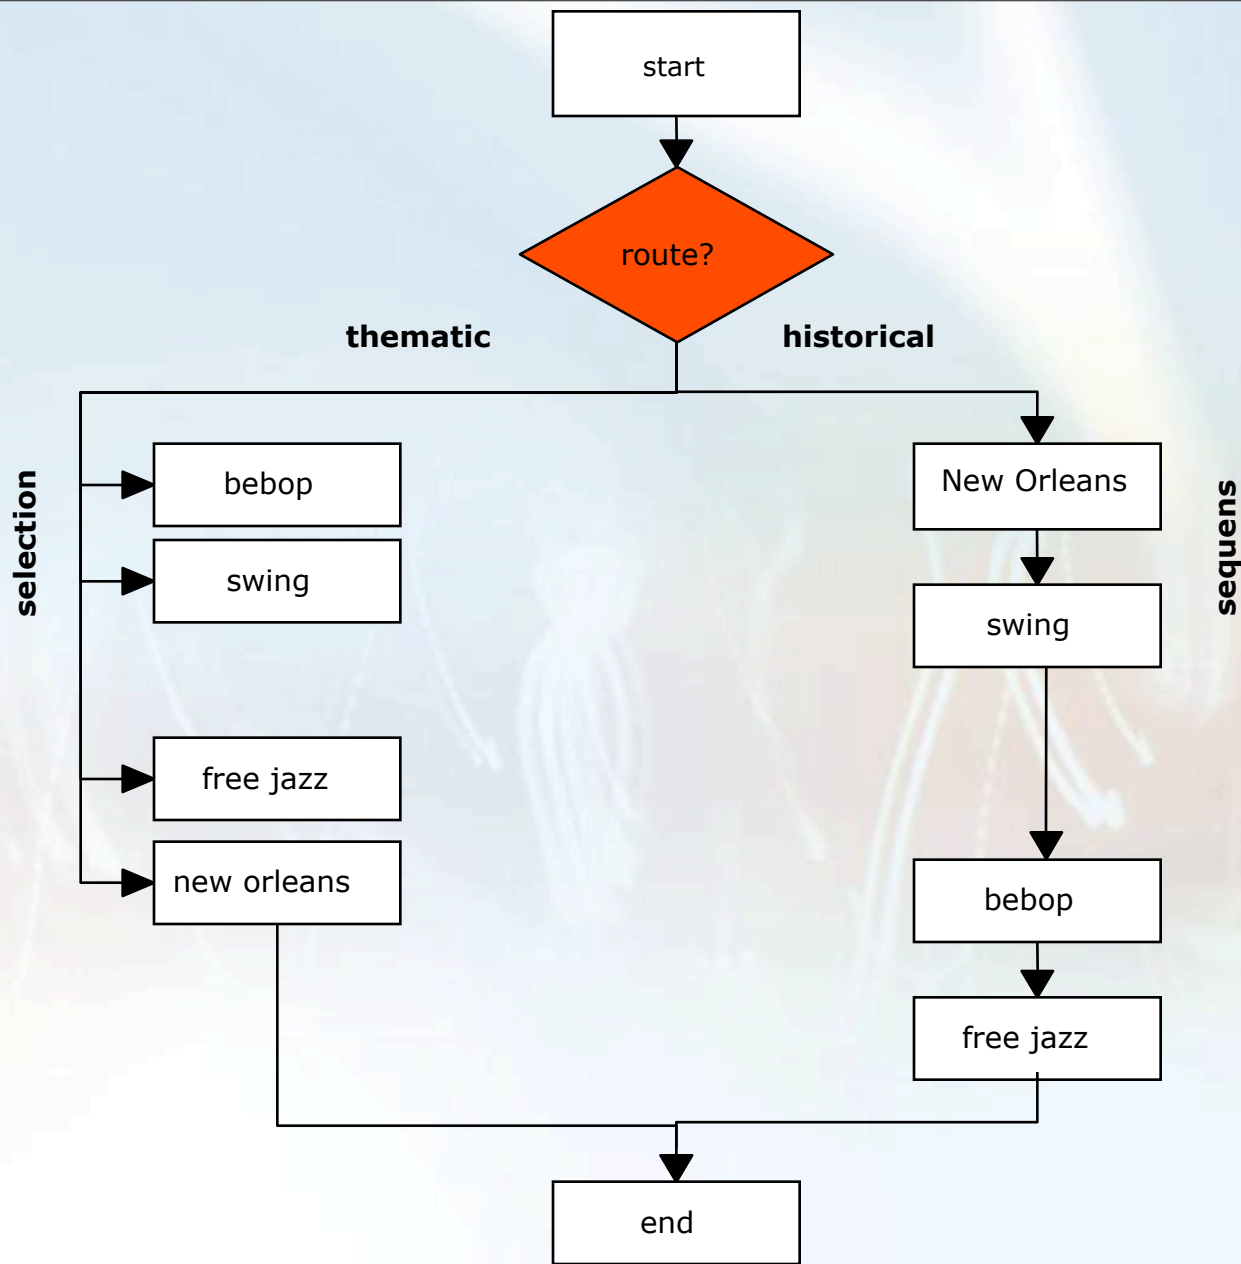 start
route?
thematic
historical
selection
bebop
swing
free jazz
new orleans
New Orleans
swing
bebop
free jazz
sequens
end